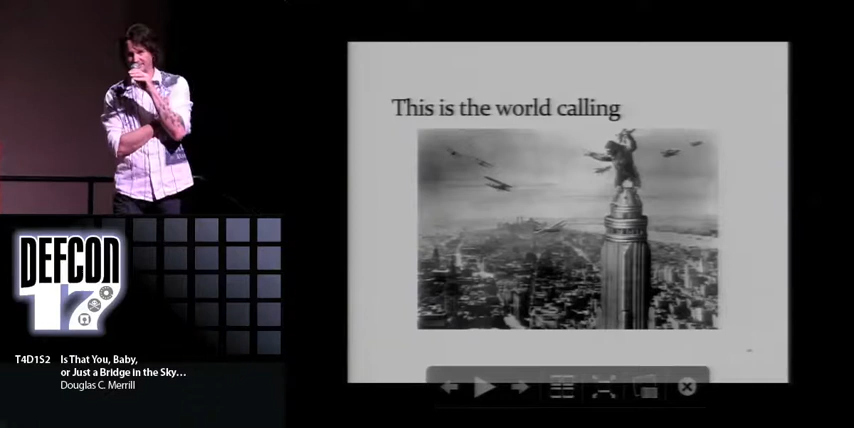 This is the world calling
DEFCON
17
T4D1S2 Is That You, Baby,
or Just a Bridge in the Sky...
Douglas C. Merrill